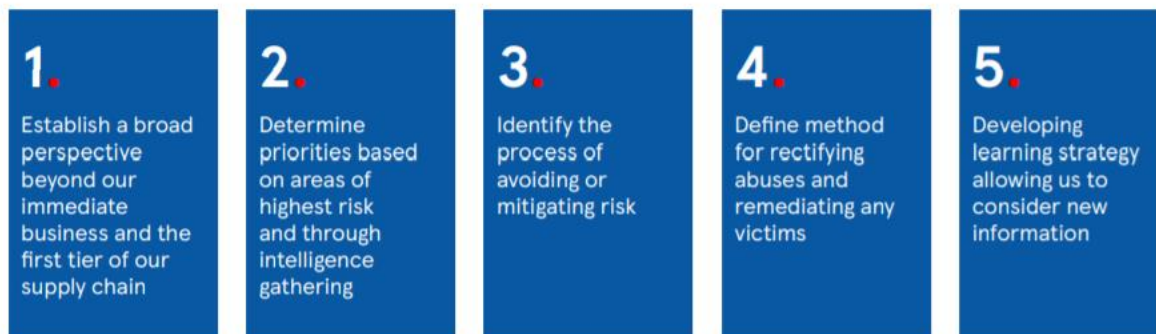 1.
Establish a broad
perspective
beyond our
immediate
business and the
first tier of our
supply chain
2.
Determine
priorities based
on areas of
highest risk
and through
intelligence
gathering
3.
Identify the
process of
avoiding or
mitigating risk
4.
Define method
for rectifying
abuses and
remediating any
victims
5.
Developing
learning strategy
allowing us to
consider new
information